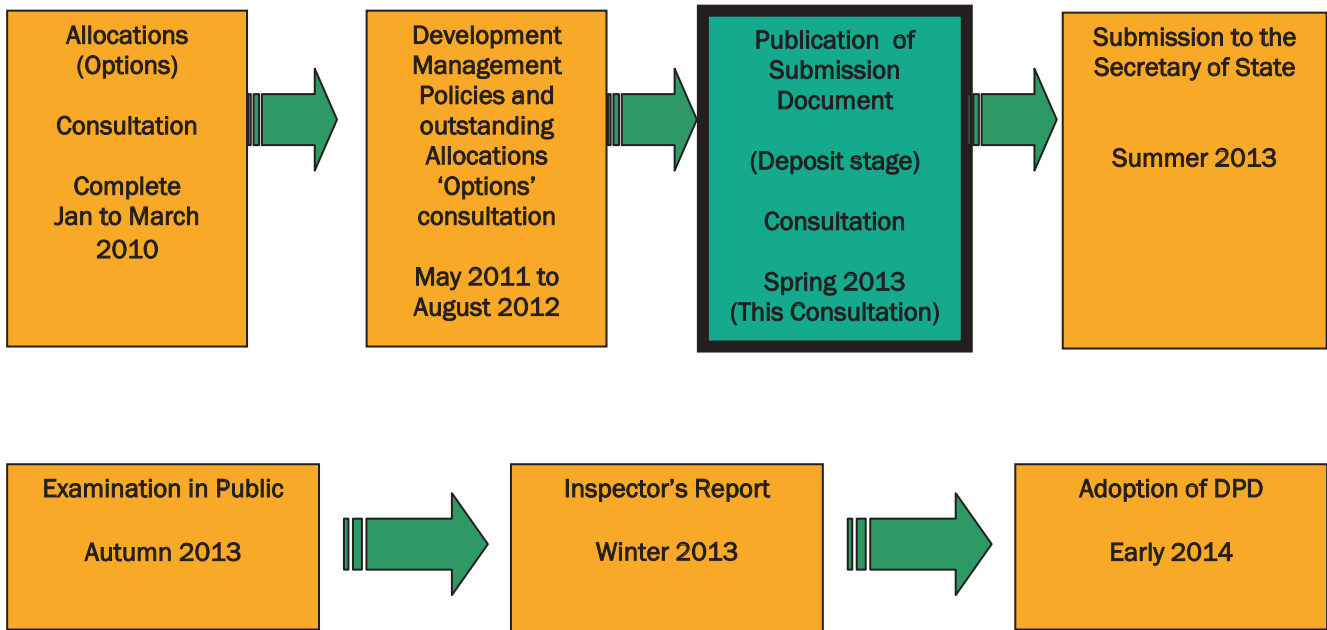 Allocations
(Options)
Consultation
Complete
Jan to March
2010
Development
Management
Policies and
outstanding
Allocations
‘Options’
consultation
May 2011 to
August 2012
Publication of
Submission
Document
(Deposit stage)
Consultation
Spring 2013
(This Consultation)
Submission to the
Secretary of State
Summer 2013
Examination in Public
Autumn 2013
Inspector’s Report
Winter 2013
Adoption of DPD
Early 2014